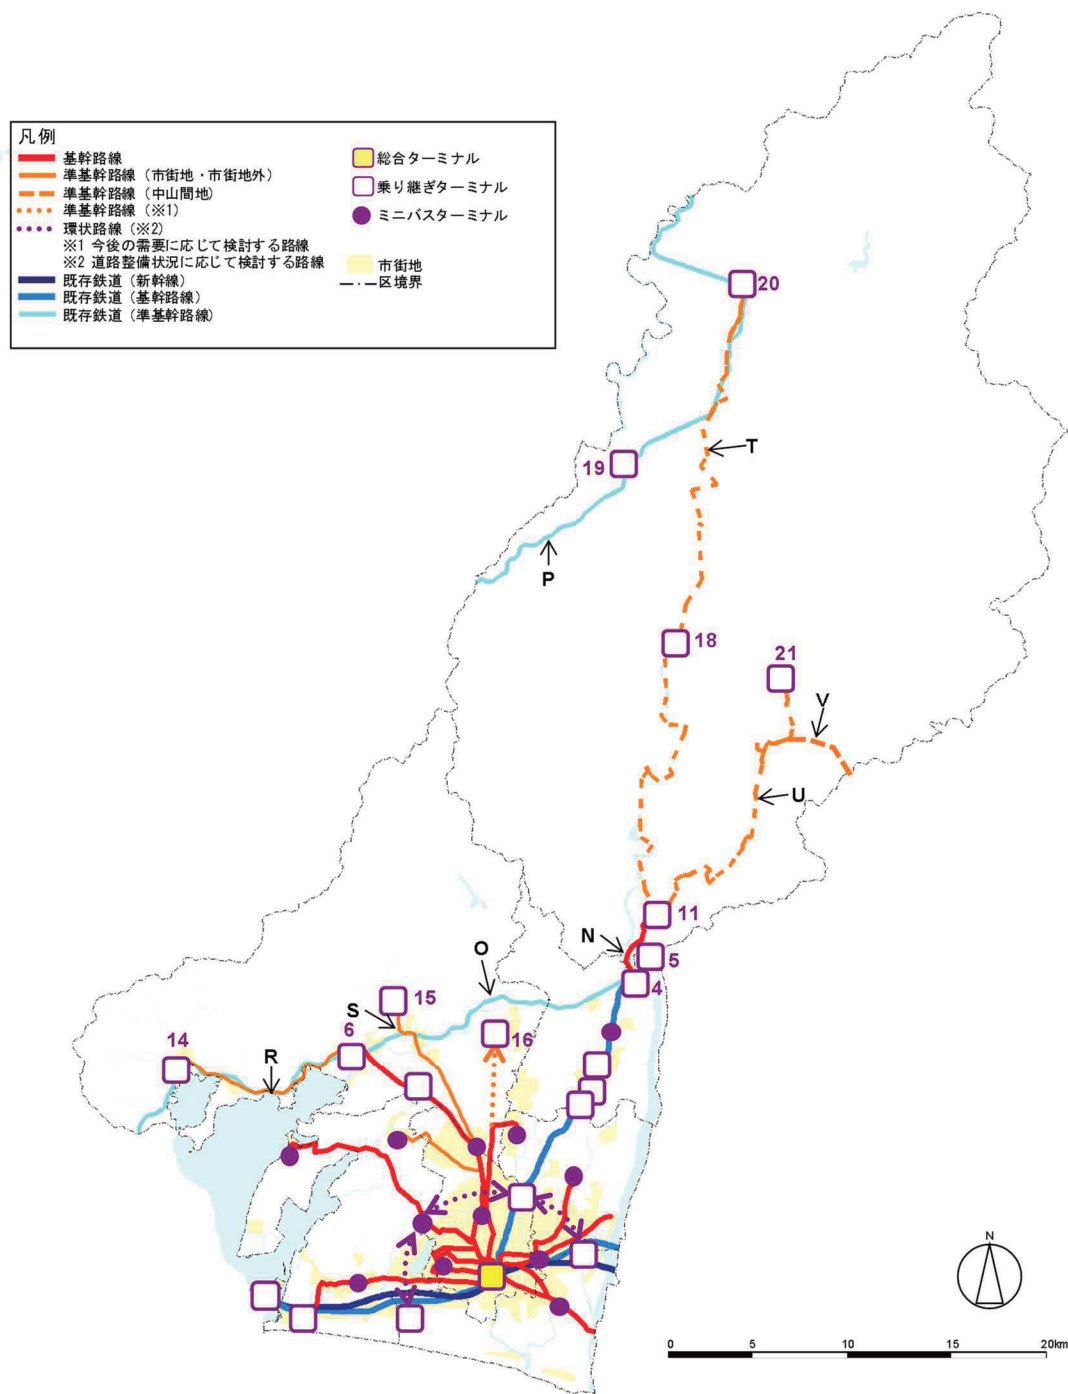 凡例
基幹路線
準基幹路線（市街地・市街地外）
準基幹路線（中山間地）
準基幹路線（※1）
環状路線（※2）
※1 今後の需要に応じて検討する路線
※2 道路整備状況に応じて検討する路線
既存鉄道（新幹線）
既存鉄道（基幹路線）
既存鉄道（準基幹路線）
総合ターミナル
乗り継ぎターミナル
ミニバスターミナル
市街地
区境界
20
T
19
P
18
21
V
U
11
N
5
O
4
15
S
6
16
14
R
N
0 5 10 15 20km